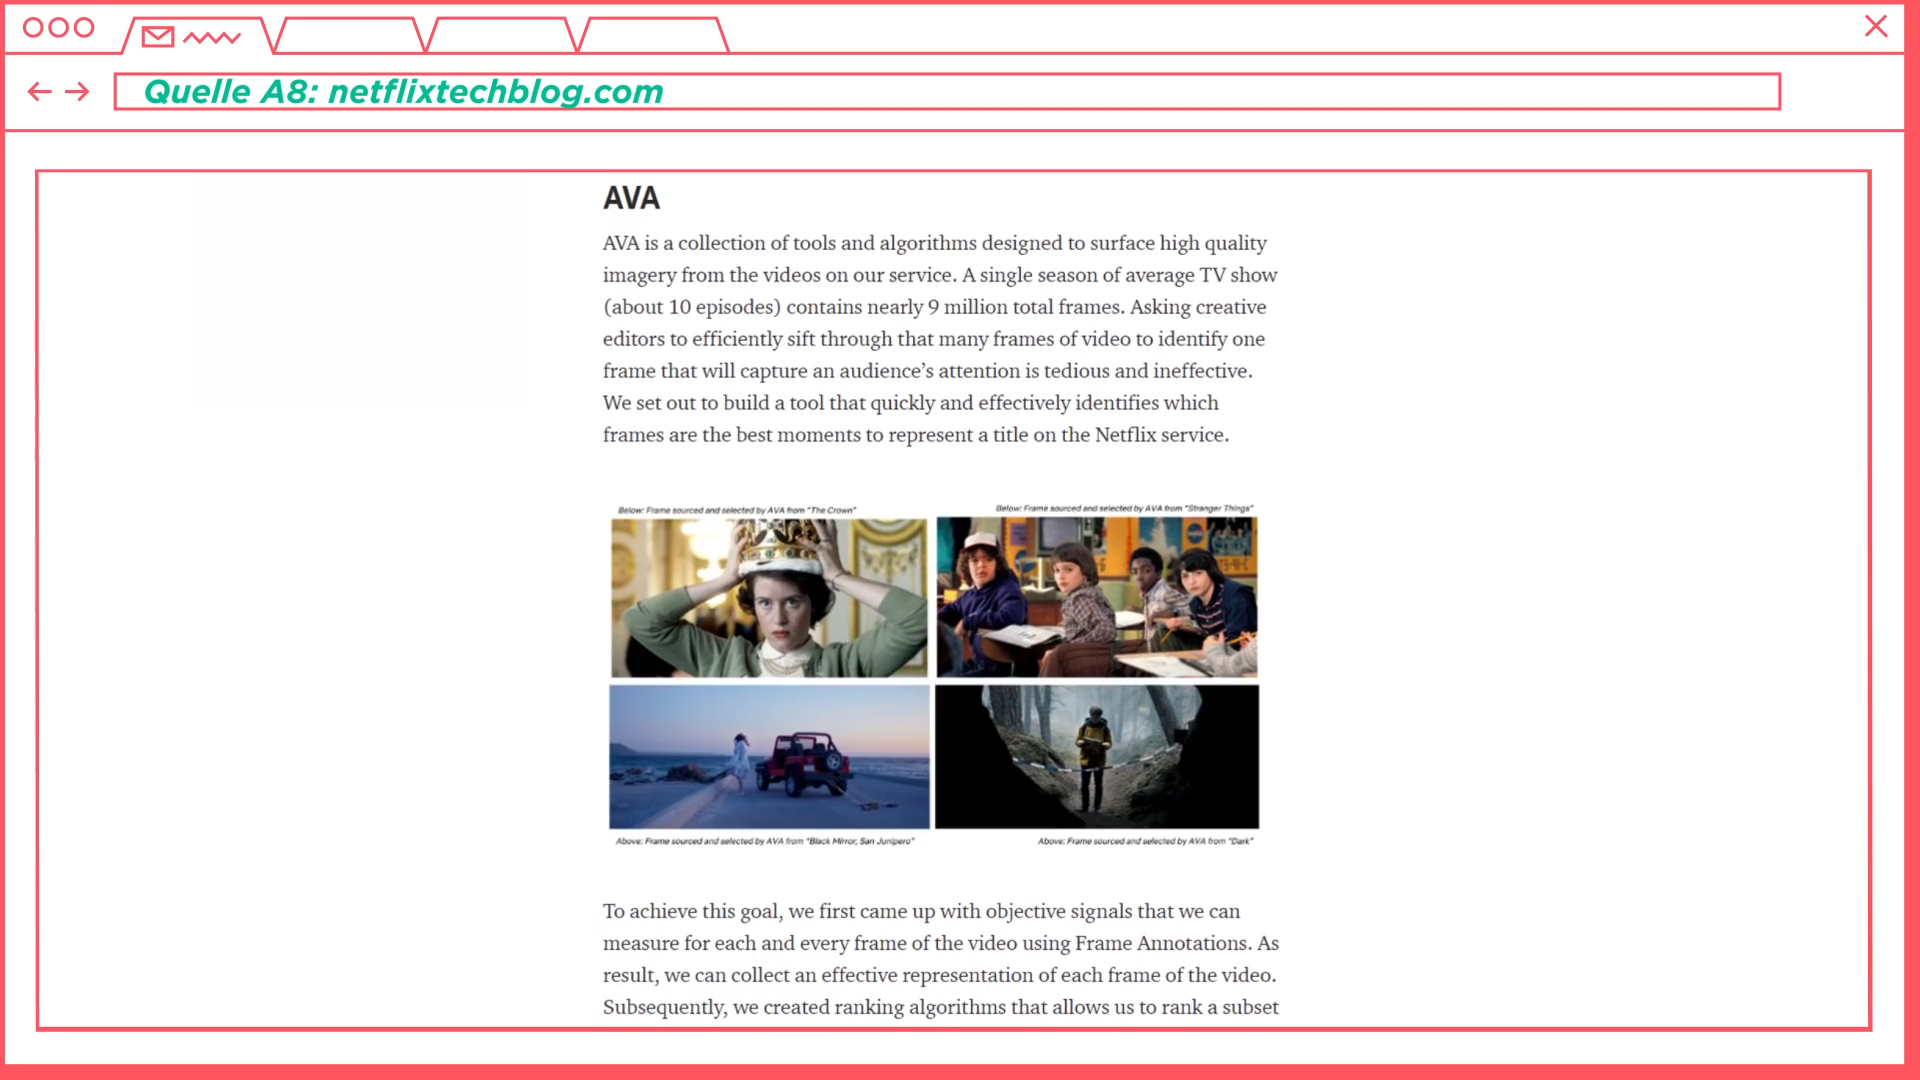 Quelle A8: netflixtechblog.com
AVA
AVA is a collection of tools and algorithms designed to surface high quality
imagery from the videos on our service. A single season of average TV show
(about 10 episodes) contains nearly 9 million total frames. Asking creative
editors to efficiently sift through that many frames of video to identify one
frame that will capture an audience’s attention is tedious and ineffective.
We set out to build a tool that quickly and effectively identifies which
frames are the best moments to represent a title on the Netflix service.
Below: Frame sourced and selected by AVA from "The Crown"
Below: Frame sourced and selected by AVA from "Stranger Things"
Above: Frame sourced and selected by AVA from "Black Mirror; San Junipero"
Above: Frame sourced and selected by AVA from "Dark"
To achieve this goal, we first came up with objective signals that we can
measure for each and every frame of the video using Frame Annotations. As
result, we can collect an effective representation of each frame of the video.
Subsequently, we created ranking algorithms that allows us to rank a subset